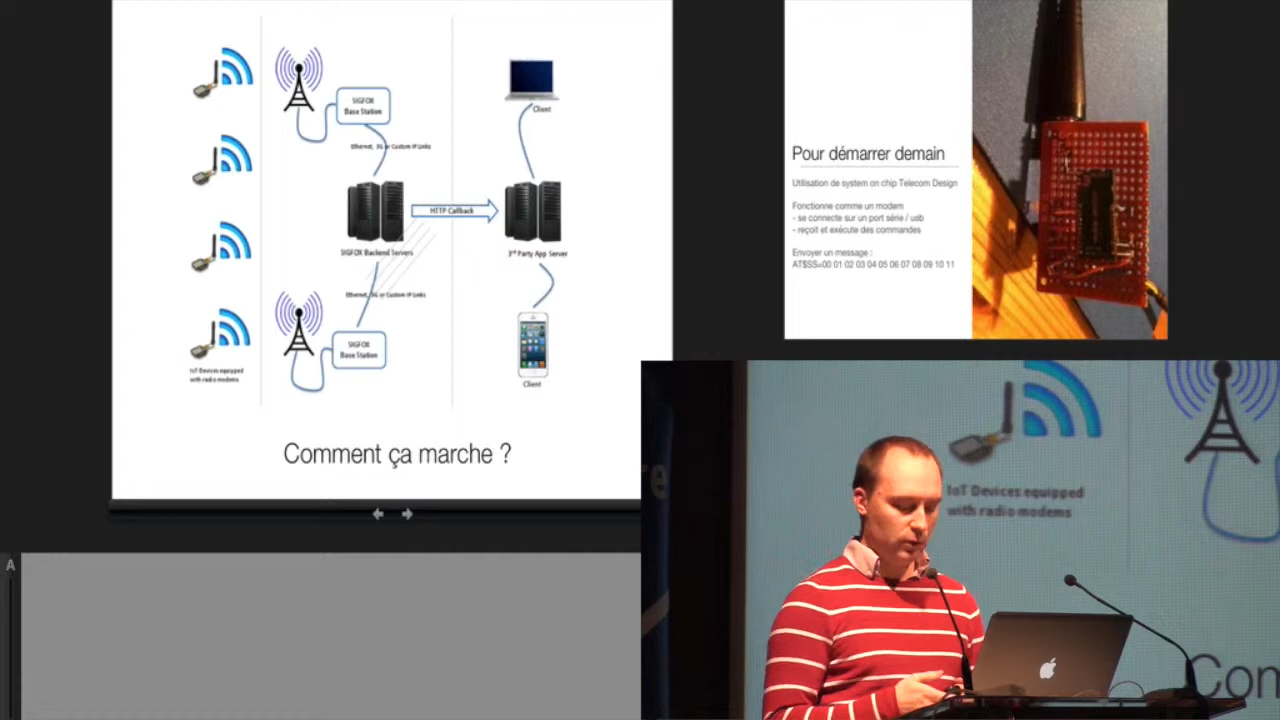 SIGFOX
Base Station
Ethernet, 3G or Custom IP Links
HTTP Callback
SIGFOX Backend Servers
Ethernet, 3G or Custom IP Links
SIGFOX
Base Station
IoT Devices equipped
with radio modems
Client
3rd Party App Server
Client
Comment ça marche ?
A
Pour démarrer demain
Utilisation de system on chip Telecom Design
Fonctionne comme un modem
- se connecte sur un port série / usb
- reçoit et exécute des commandes
Envoyer un message :
AT$SS=00 01 02 03 04 05 06 07 08 09 10 11
IoT Devices equipped
with radio modems
Com
re